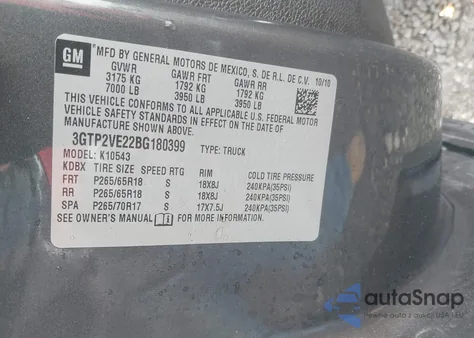 GM
MFD BY GENERAL MOTORS DE MEXICO, S. DE R.L. DE C.V. 10/10
GVWR GAWR FRT GAWR RR
3175 KG 1792 KG 1792 KG
7000 LB 3950 LB 3950 LB
THIS VEHICLE CONFORMS TO ALL APPLICABLE U.S. FEDERAL MOTOR
VEHICLE SAFETY STANDARDS IN EFFECT ON THE DATE OF
MANUFACTURE SHOWN ABOVE.
3GTP2VE22BG180399 TYPE: TRUCK
MODEL: K10543
KDBX TIRE SIZE SPEED RTG RIM COLD TIRE PRESSURE
FRT P265/65R18 S 18X8J 240KPA(35PSI)
RR P265/65R18 S 18X8J 240KPA(35PSI)
SPA P265/70R17 S 17X7.5J 240KPA(35PSI)
SEE OWNER'S MANUAL FOR MORE INFORMATION.
autoSnap